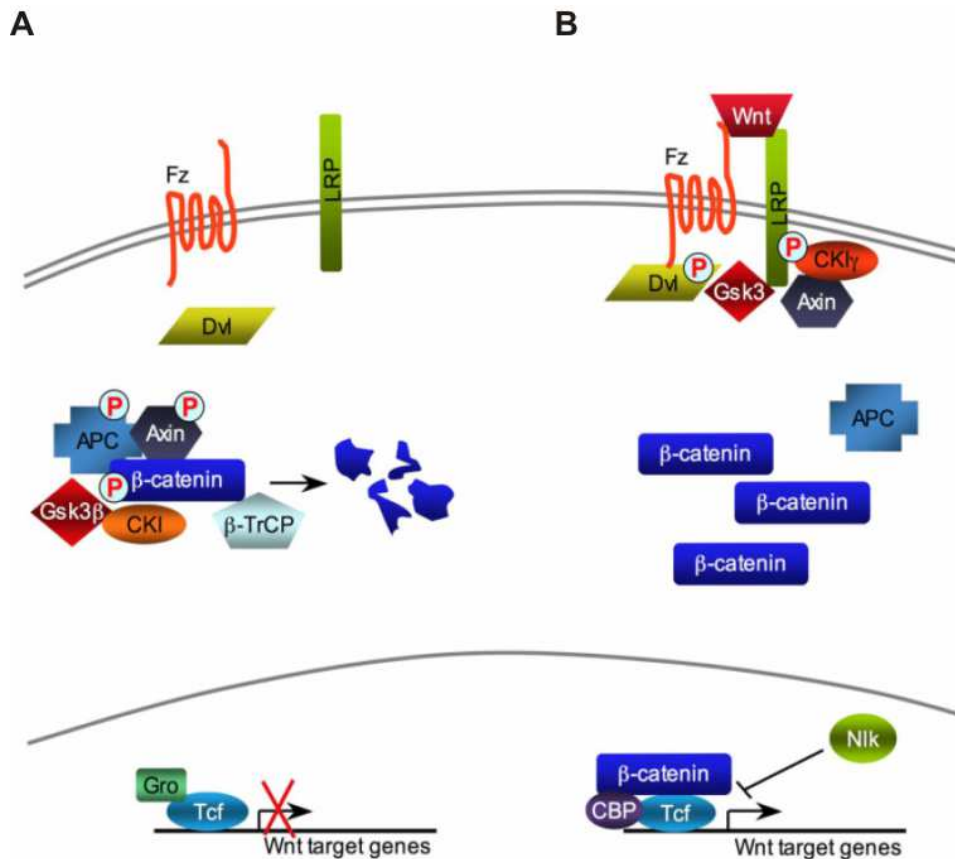 A
B
Fz
LRP
Dvl
P
P
APC
Axin
β-catenin
P
Gsk3β
CKI
β-TrCP
Gro
Tcf
Wnt target genes
Wnt
Fz
LRP
P
P
CKIγ
Dvl
Gsk3
Axin
APC
β-catenin
β-catenin
β-catenin
Nlk
β-catenin
CBP
Tcf
Wnt target genes